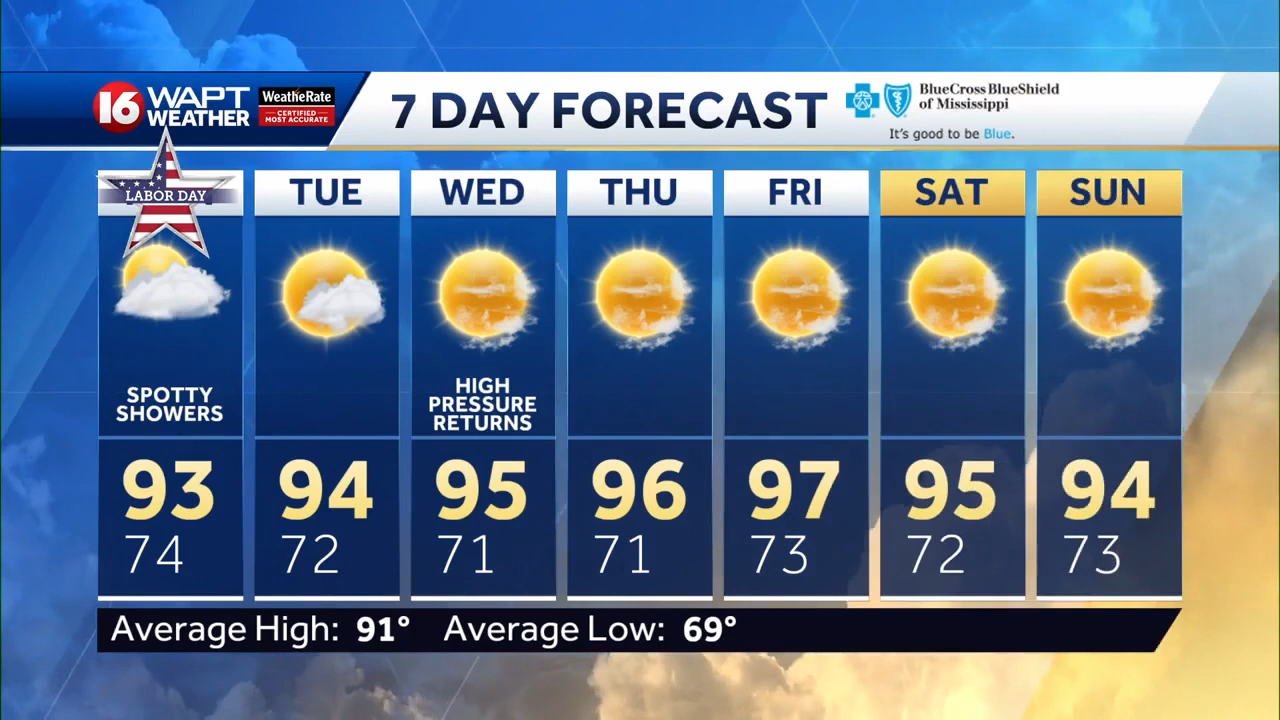 16 WAPT
WEATHER
WeatheRate
CERTIFIED
MOST ACCURATE
7 DAY FORECAST
BlueCross BlueShield
of Mississippi
It's good to be Blue.
LABOR DAY
TUE
WED
THU
FRI
SAT
SUN
SPOTTY
SHOWERS
HIGH
PRESSURE
RETURNS
93 94 95 96 97 95 94
74 72 71 71 73 72 73
Average High: 91° Average Low: 69°